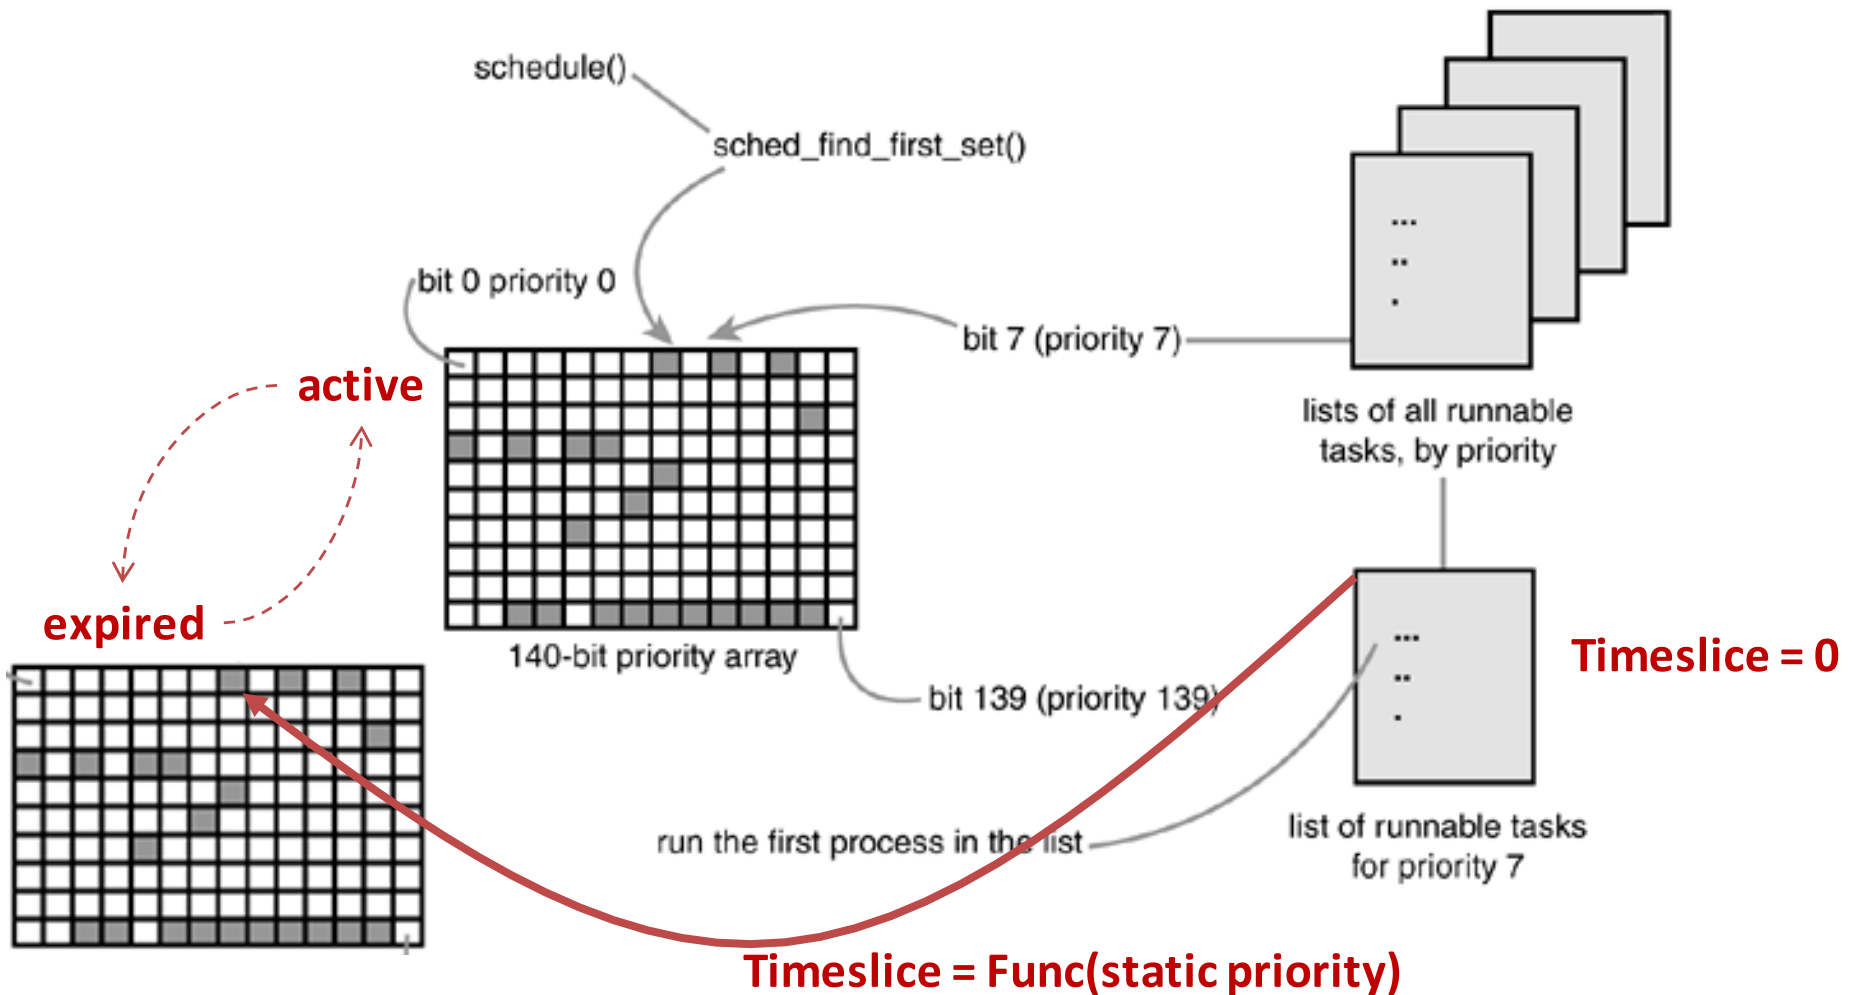 schedule()
sched_find_first_set()
bit 0 priority 0
bit 7 (priority 7)
active
...
..
.
lists of all runnable
tasks, by priority
expired
140-bit priority array
bit 139 (priority 139)
...
..
.
Timeslice = 0
run the first process in the list
list of runnable tasks
for priority 7
Timeslice = Func(static priority)